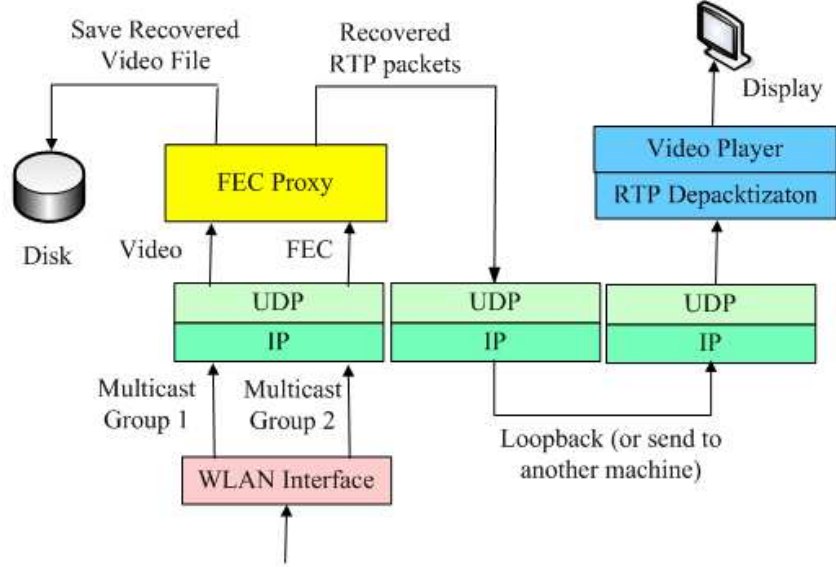 Save Recovered
Video File
Recovered
RTP packets
Display
FEC Proxy
Video Player
RTP Depacktizaton
Disk
Video
FEC
UDP
IP
UDP
IP
UDP
IP
Multicast
Group 1
Multicast
Group 2
Loopback (or send to
another machine)
WLAN Interface